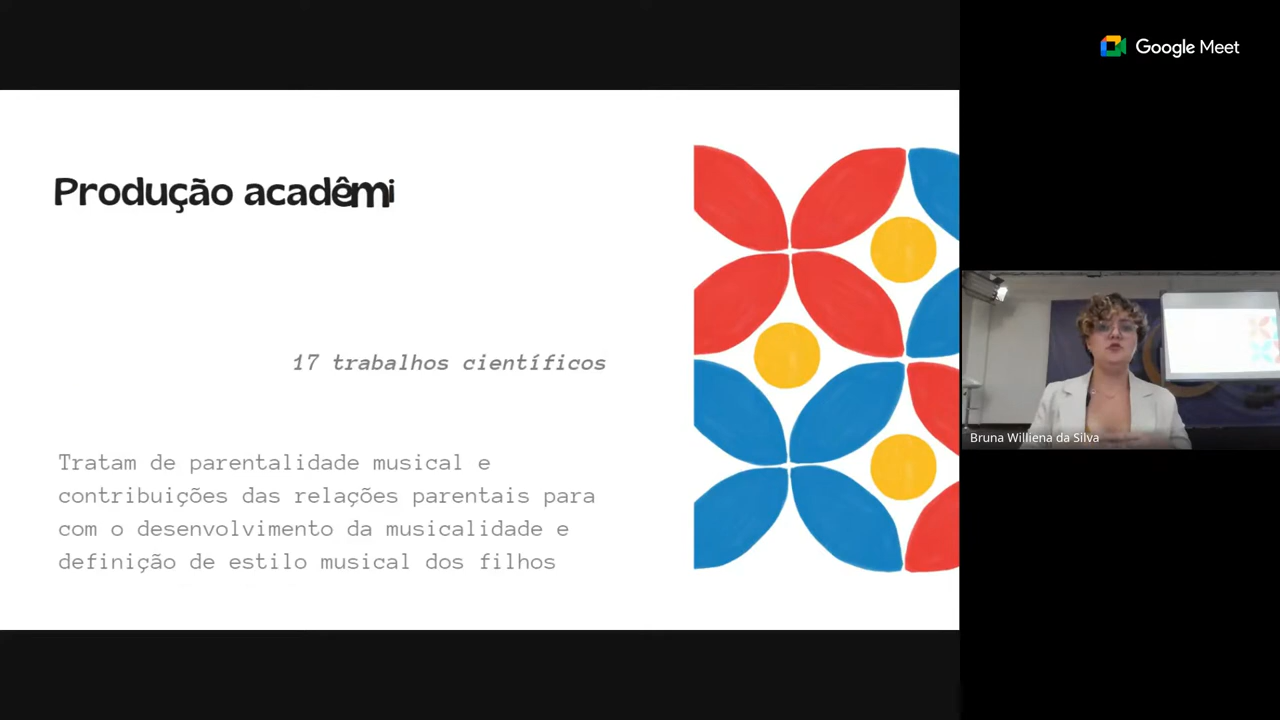 Google Meet
Produção acadêmi
17 trabalhos científicos
Tratam de parentalidade musical e
contribuições das relações parentais para
com o desenvolvimento da musicalidade e
definição de estilo musical dos filhos
Bruna Williena da Silva